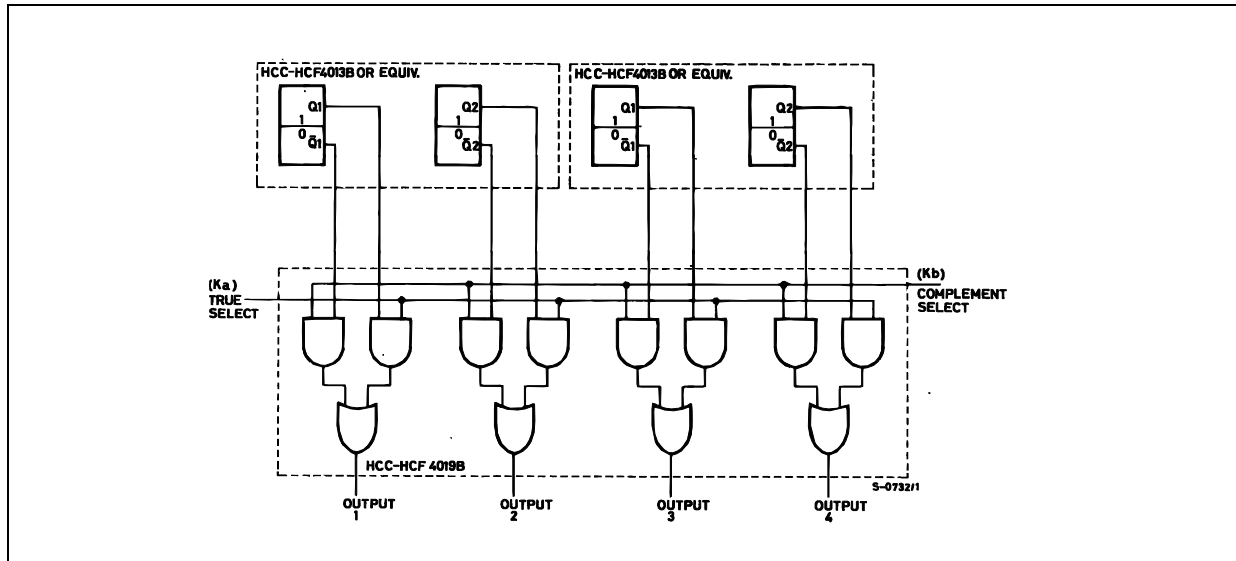 HCC-HCF4013B OR EQUIV.
HCC-HCF4013B OR EQUIV.
Q1
1
0
Q̅1
Q2
1
0
Q̅2
Q1
1
0
Q̅1
Q2
1
0
Q̅2
(Ka)
TRUE
SELECT
(Kb)
COMPLEMENT
SELECT
HCC-HCF 4019B
S-0732/1
OUTPUT
1
OUTPUT
2
OUTPUT
3
OUTPUT
4